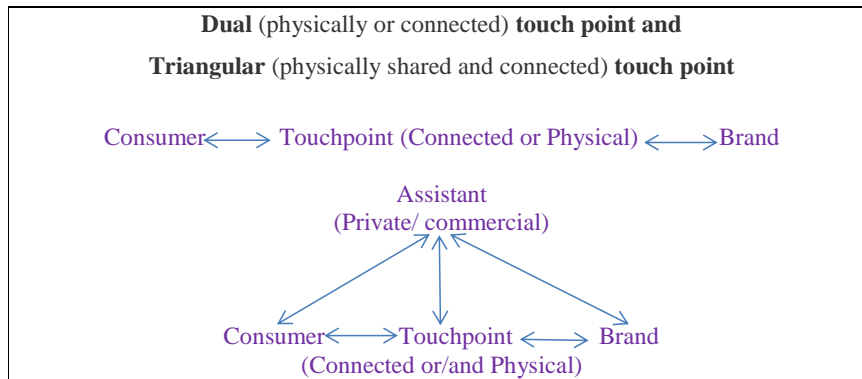 Dual (physically or connected) touch point and
Triangular (physically shared and connected) touch point
Consumer Touchpoint (Connected or Physical) Brand
Assistant
(Private/ commercial)
Consumer Touchpoint Brand
(Connected or/and Physical)